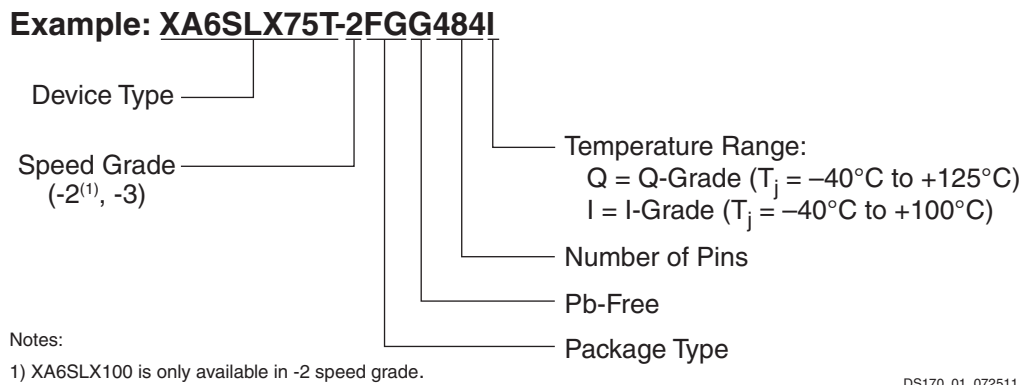 Example: XA6SLX75T-2FGG484I
Device Type
Speed Grade
(-2(1), -3)
Temperature Range:
Q = Q-Grade (Tj = –40°C to +125°C)
I = I-Grade (Tj = –40°C to +100°C)
Number of Pins
Pb-Free
Package Type
Notes:
1) XA6SLX100 is only available in -2 speed grade.
DS170_01_072511